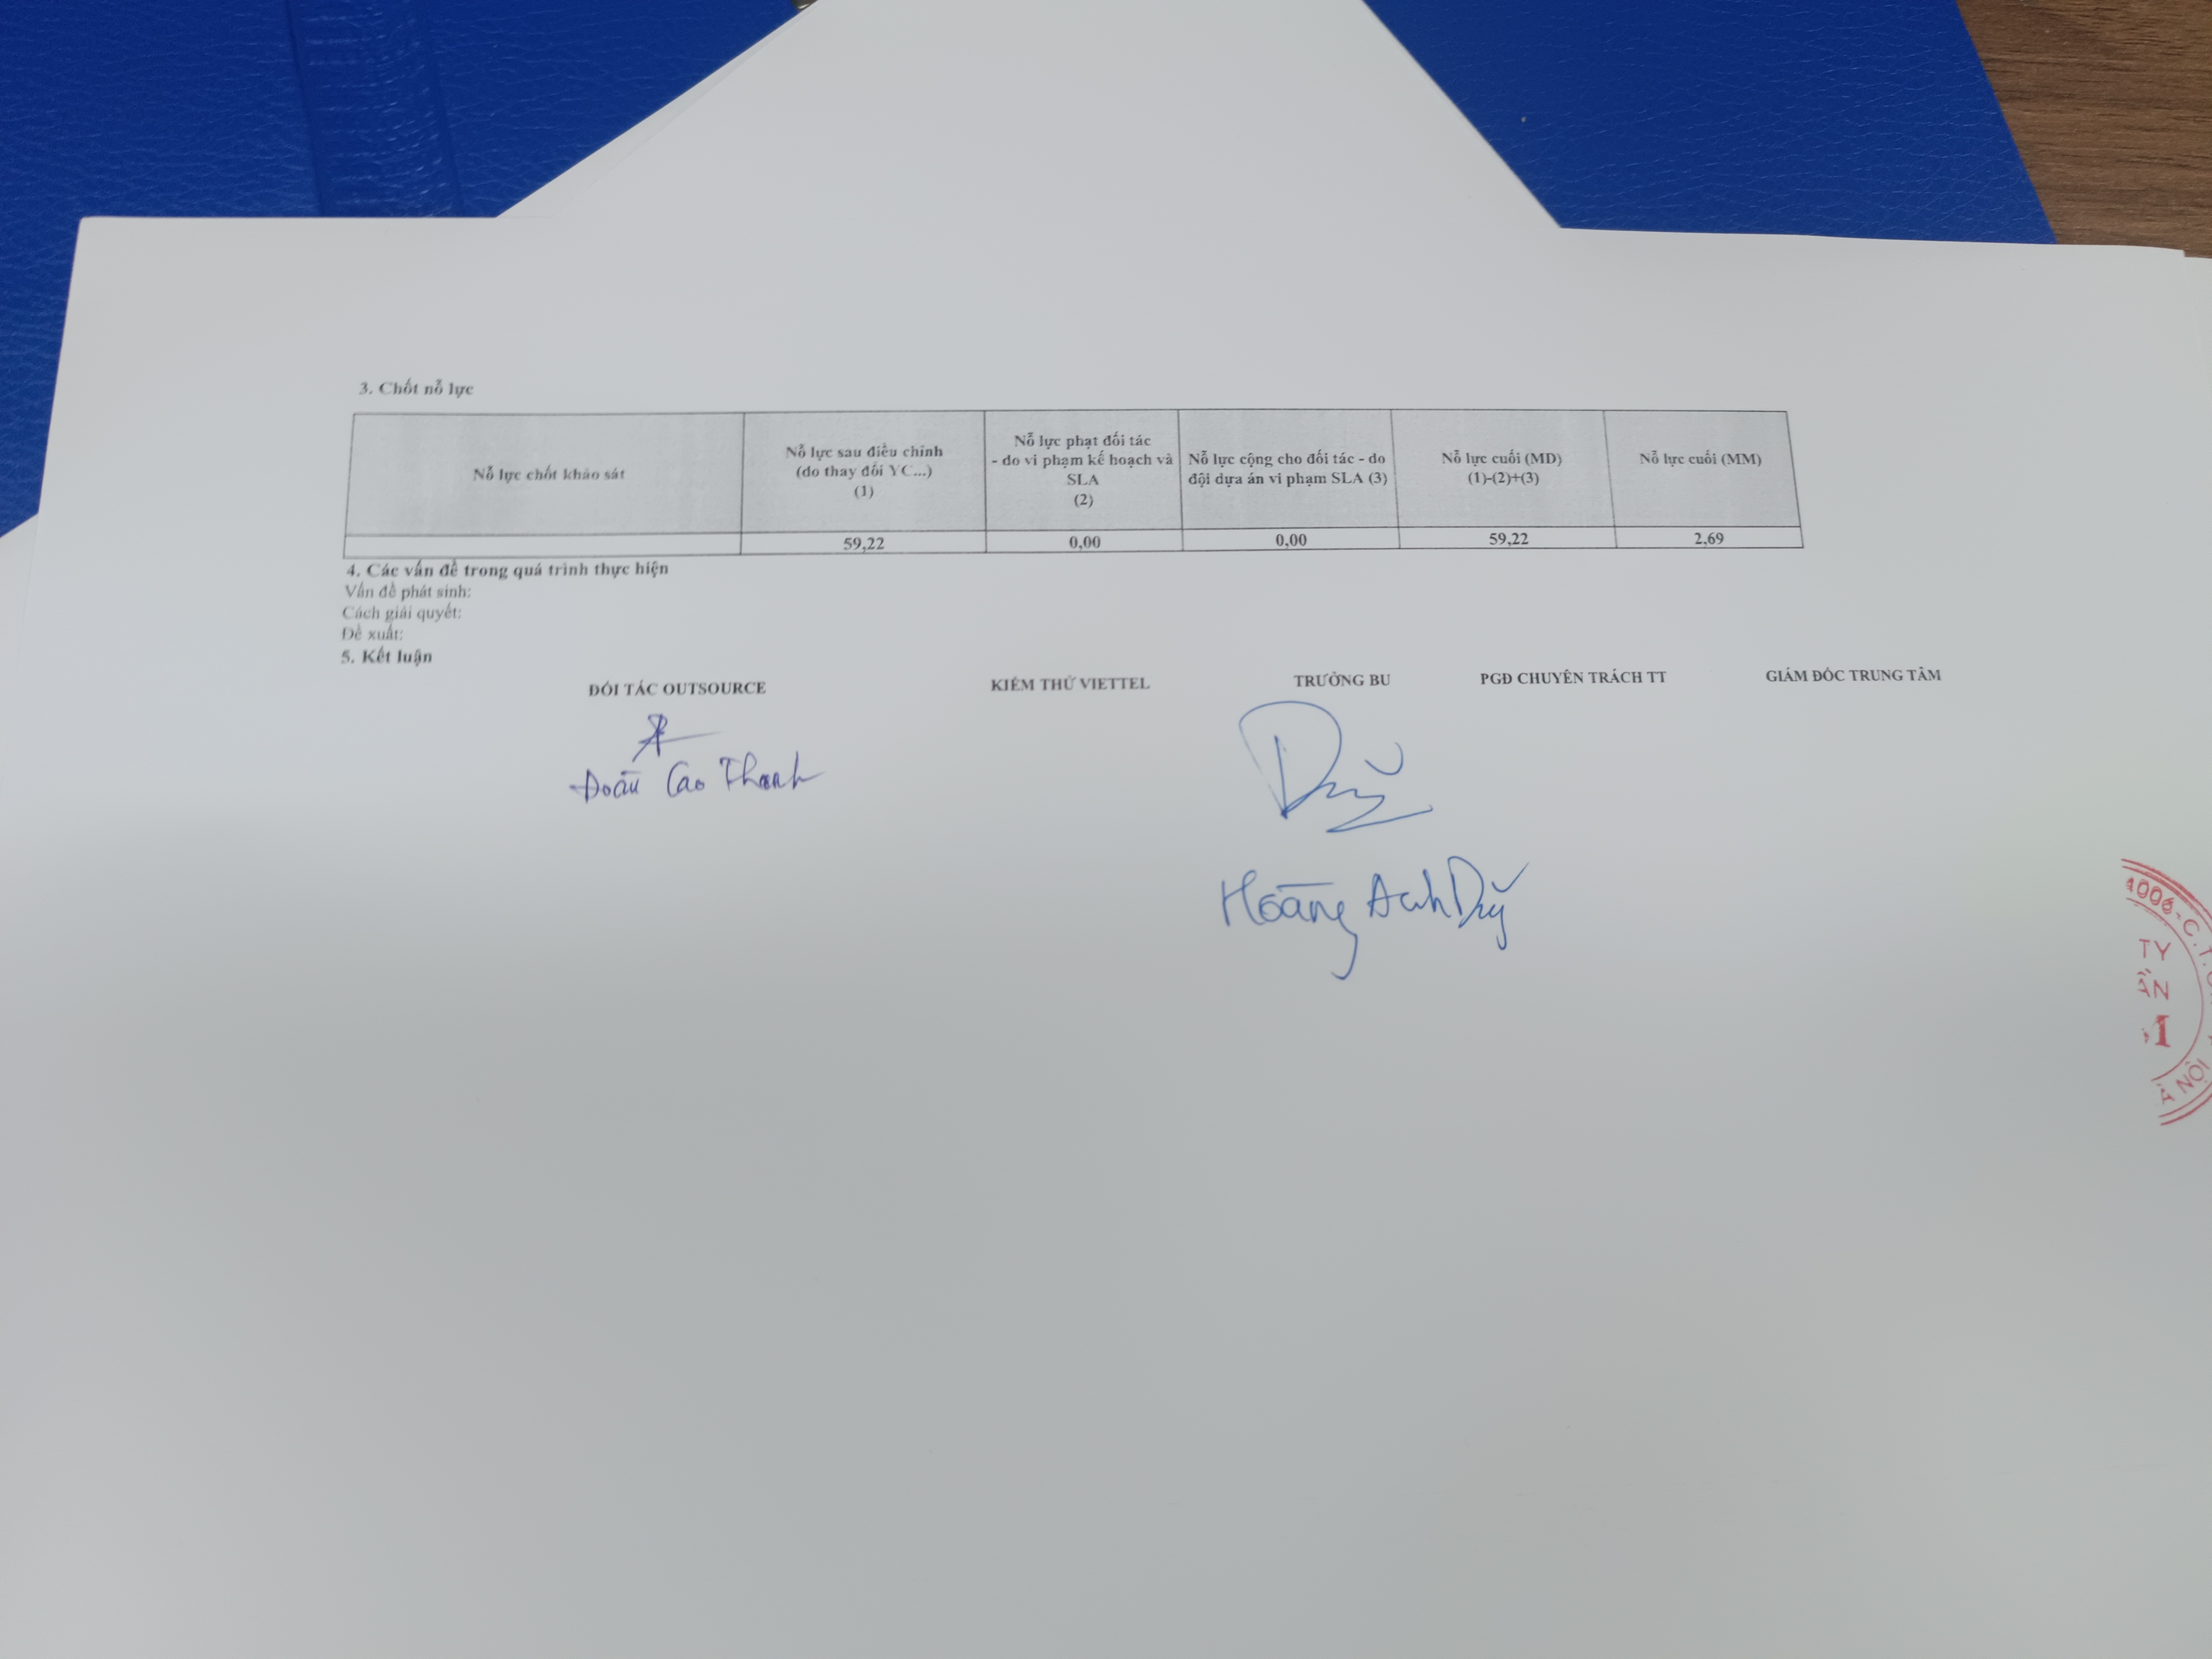 3. Chốt nỗ lực
Nỗ lực chốt khảo sát
Nỗ lực sau điều chỉnh
(do thay đổi YC...)
(1)
Nỗ lực phạt đối tác
- do vi phạm kế hoạch và
SLA
(2)
Nỗ lực cộng cho đối tác - do
đội dựa án vi phạm SLA (3)
Nỗ lực cuối (MD)
(1)-(2)+(3)
Nỗ lực cuối (MM)
59,22
0,00
0,00
59,22
2,69
4. Các vấn đề trong quá trình thực hiện
Vấn đề phát sinh:
Cách giải quyết:
Đề xuất:
5. Kết luận
ĐỐI TÁC OUTSOURCE
KIỂM THỬ VIETTEL
TRƯỞNG BU
PGĐ CHUYÊN TRÁCH TT
GIÁM ĐỐC TRUNG TÂM
Đoàn Cao Thanh
Hoàng Anh Duy
4006-C.T.
TY
ẦN
NỘI